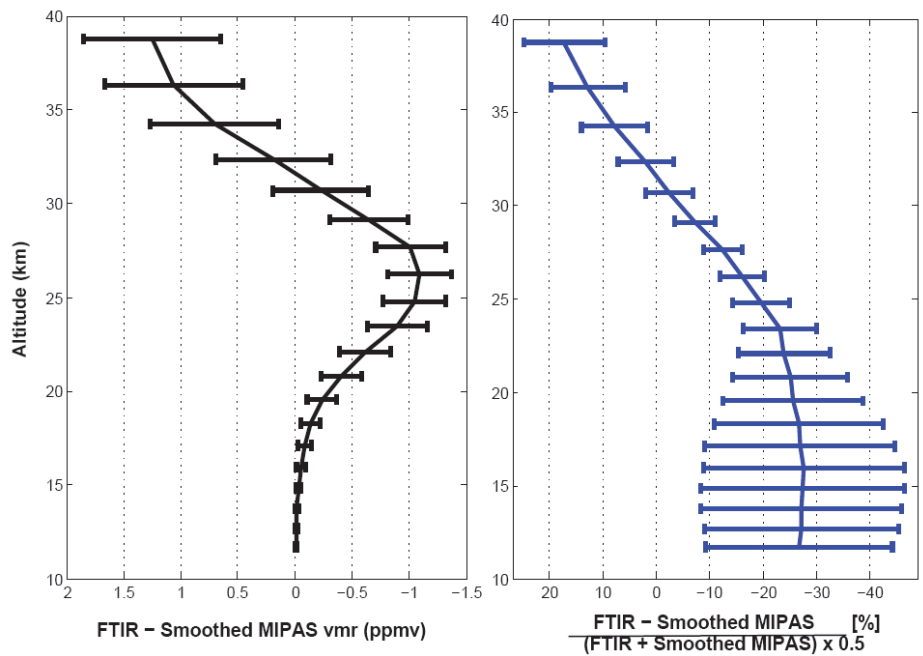 40
35
30
25
20
15
10
Altitude (km)
2 1.5 1 0.5 0 −0.5 −1 −1.5
FTIR − Smoothed MIPAS vmr (ppmv)
40
35
30
25
20
15
10
20 10 0 −10 −20 −30 −40
FTIR − Smoothed MIPAS [%]
(FTIR + Smoothed MIPAS) x 0.5